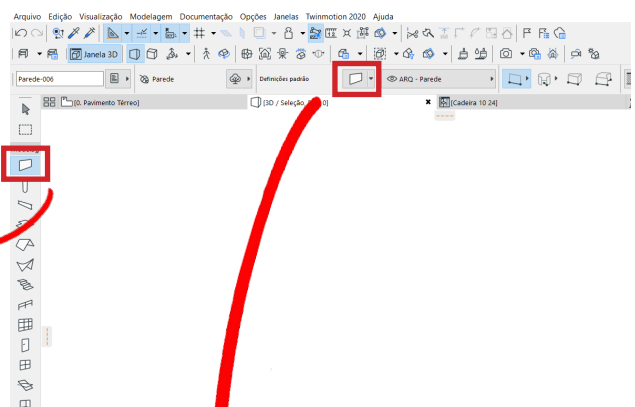 Arquivo Edição Visualização Modelagem Documentação Opções Janelas Twinmotion 2020 Ajuda
Janela 3D
Parede-006 Parede Definições padrão ARQ - Parede
[0. Pavimento Térreo] [3D / Seleção, 0] [Cadeira 10 24]